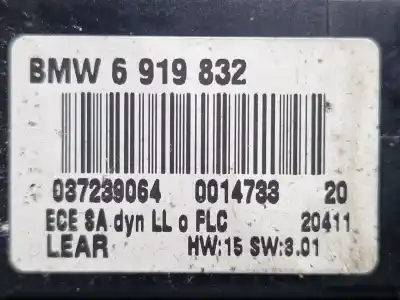 BMW 6 919 832
037239064 0014733 20
ECE SA dyn LL o FLC 20411
LEAR HW:15 SW:3.01